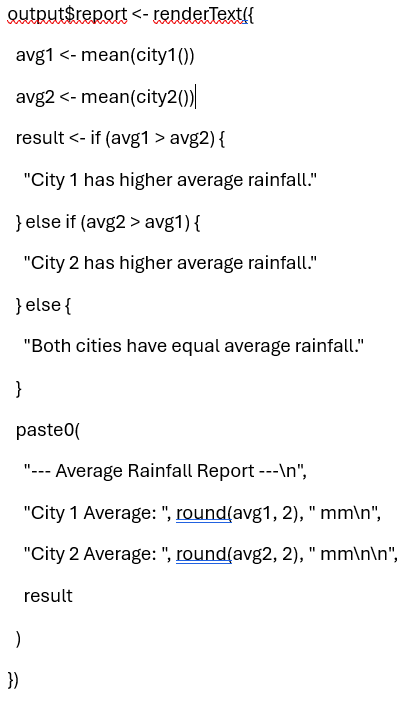 output$report <- renderText({
avg1 <- mean(city1())
avg2 <- mean(city2())
result <- if (avg1 > avg2) {
"City 1 has higher average rainfall."
} else if (avg2 > avg1) {
"City 2 has higher average rainfall."
} else {
"Both cities have equal average rainfall."
}
paste0(
"--- Average Rainfall Report ---\n",
"City 1 Average: ", round(avg1, 2), " mm\n",
"City 2 Average: ", round(avg2, 2), " mm\n\n",
result
)
})